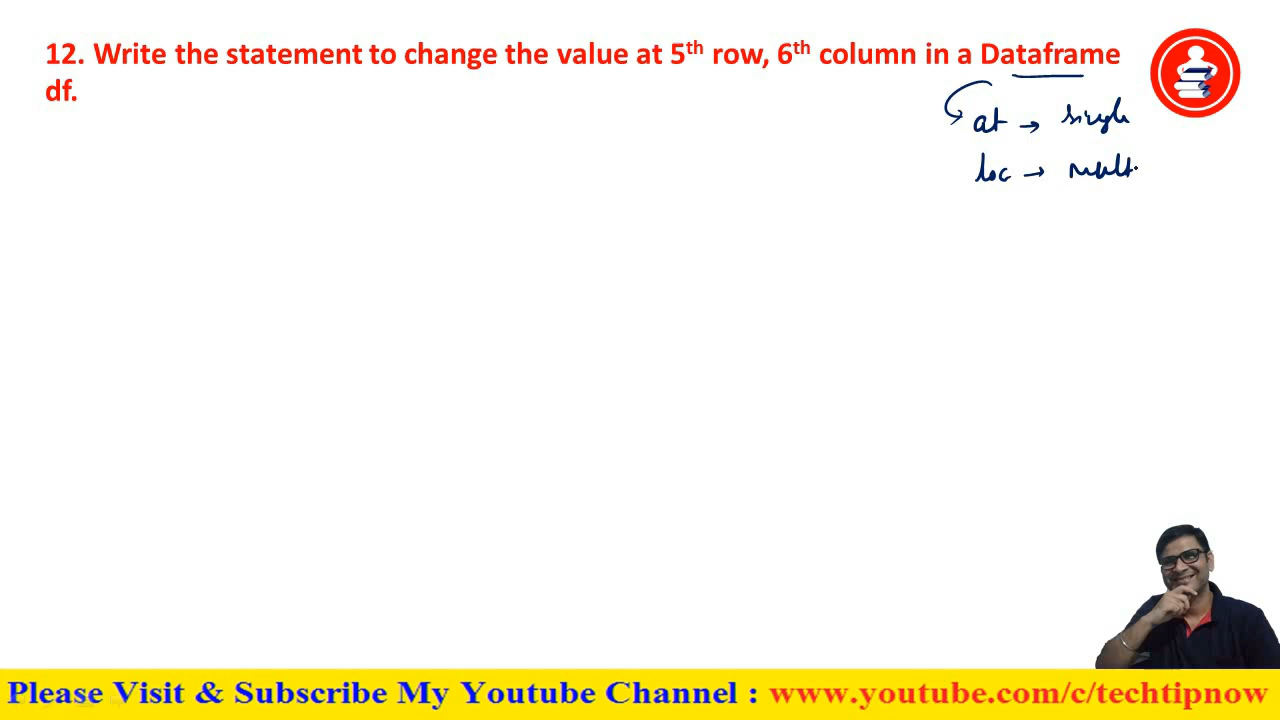 12. Write the statement to change the value at 5th row, 6th column in a Dataframe
df.
at → single
loc → mult
Please Visit & Subscribe My Youtube Channel : www.youtube.com/c/techtipnow